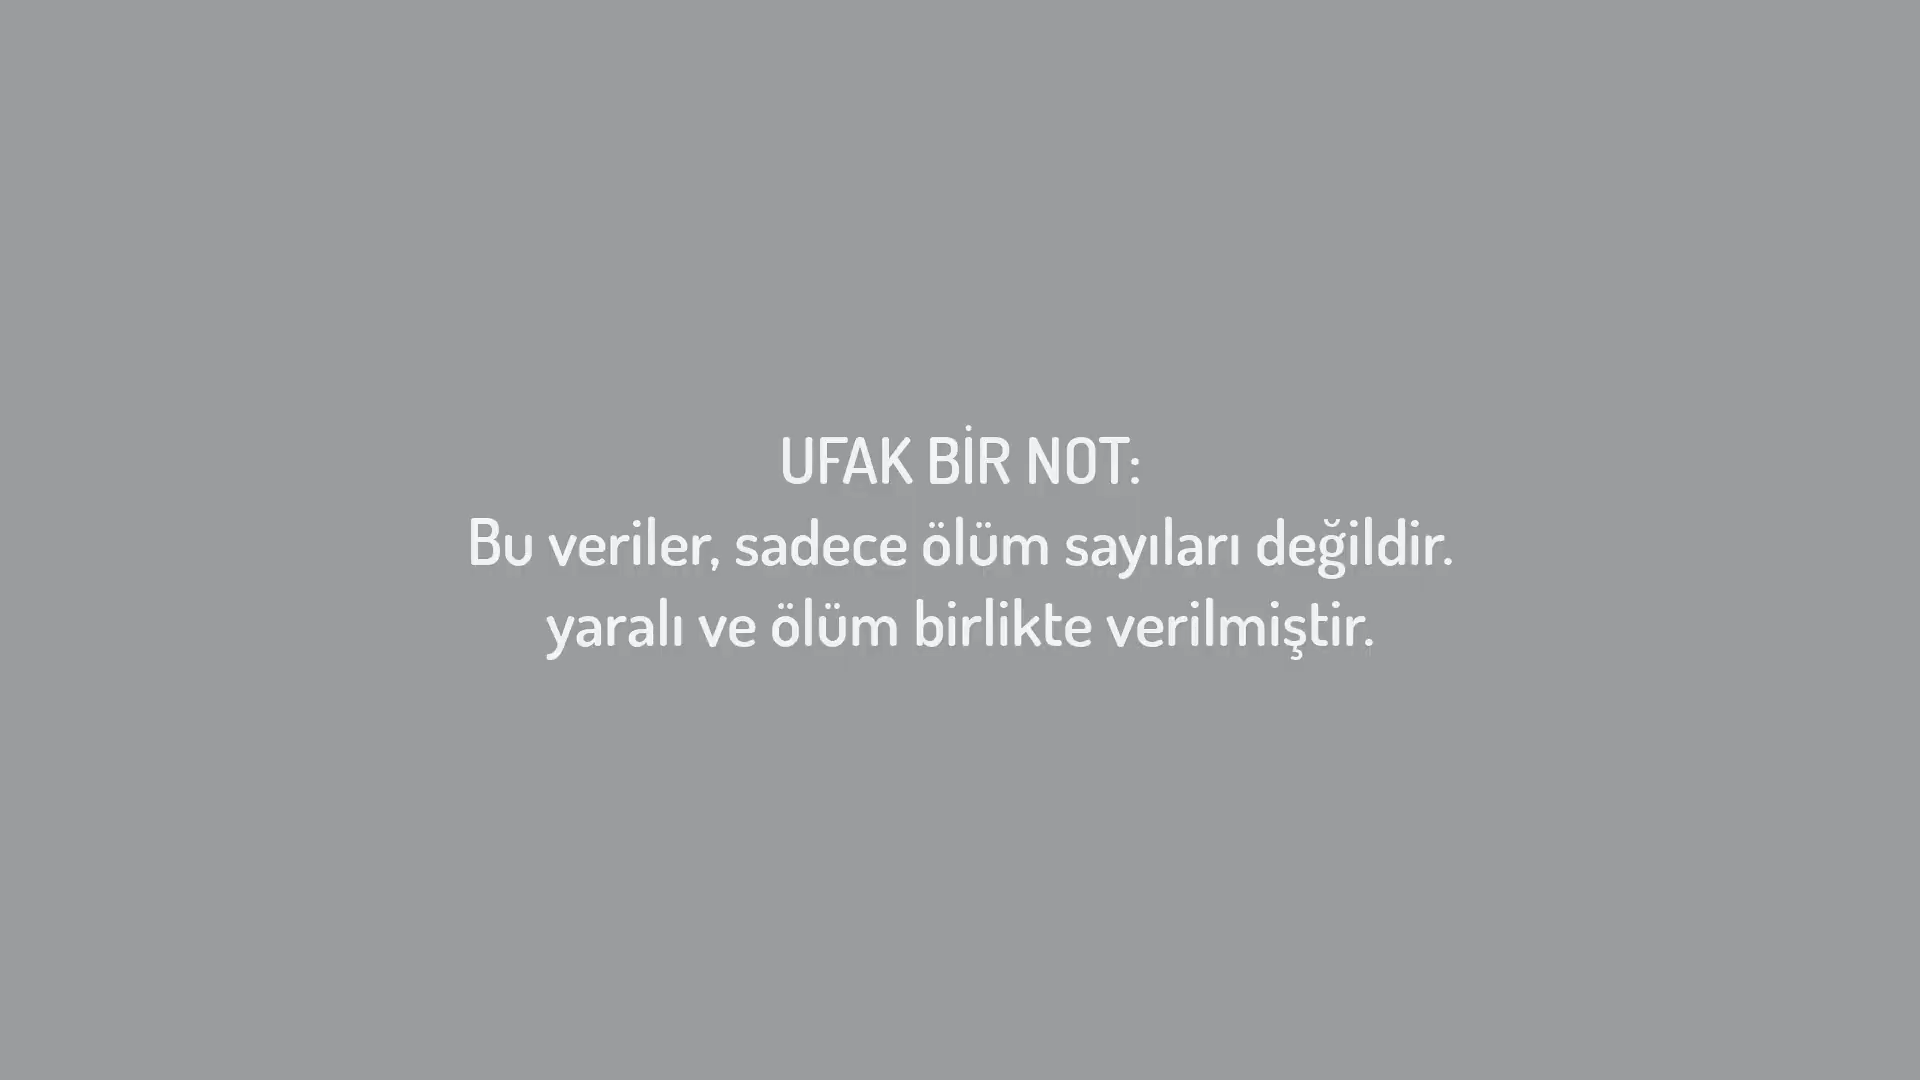 UFAK BİR NOT:
Bu veriler, sadece ölüm sayıları değildir.
yaralı ve ölüm birlikte verilmiştir.